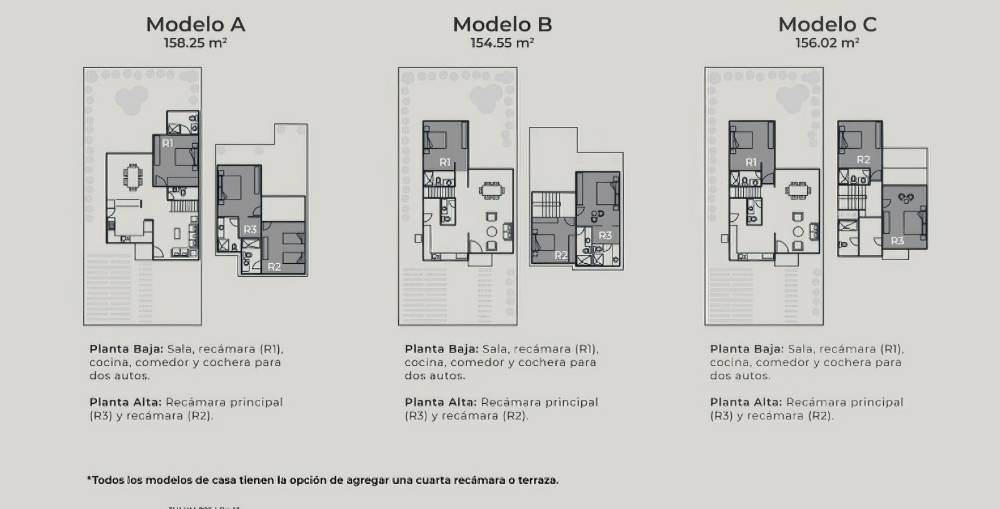 Modelo A
158.25 m²
R1
R3
R2
Planta Baja: Sala, recámara (R1),
cocina, comedor y cochera para
dos autos.
Planta Alta: Recámara principal
(R3) y recámara (R2).
Modelo B
154.55 m²
R1
R3
R2
Planta Baja: Sala, recámara (R1),
cocina, comedor y cochera para
dos autos.
Planta Alta: Recámara principal
(R3) y recámara (R2).
Modelo C
156.02 m²
R1
R2
R3
Planta Baja: Sala, recámara (R1),
cocina, comedor y cochera para
dos autos.
Planta Alta: Recámara principal
(R3) y recámara (R2).
*Todos los modelos de casa tienen la opción de agregar una cuarta recámara o terraza.